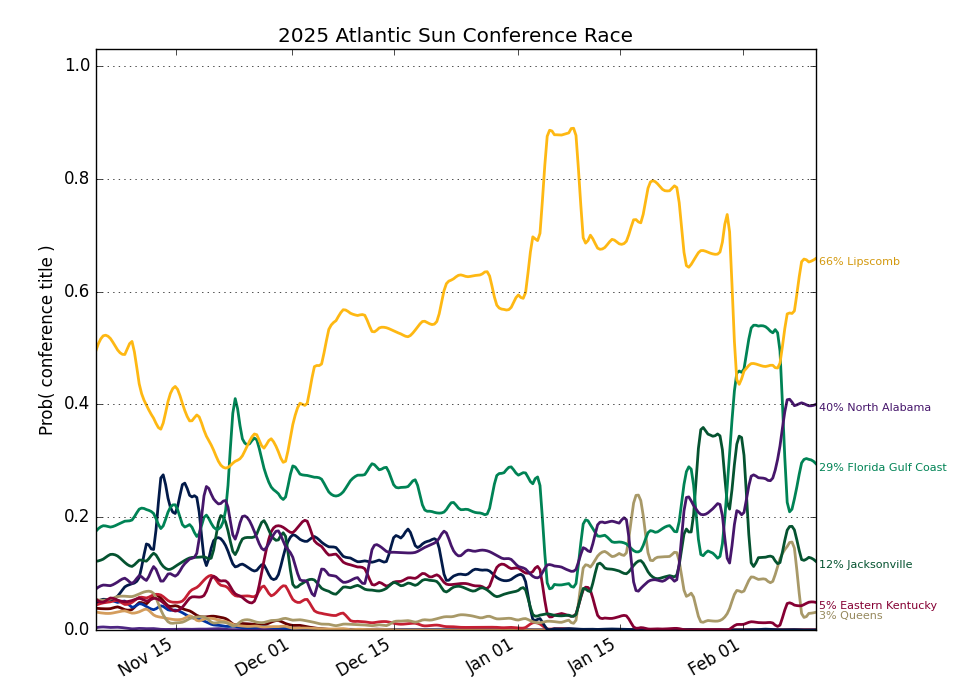 2025 Atlantic Sun Conference Race
Prob( conference title )
1.0
0.8
0.6
0.4
0.2
0.0
66% Lipscomb
40% North Alabama
29% Florida Gulf Coast
12% Jacksonville
5% Eastern Kentucky
3% Queens
Nov 15
Dec 01
Dec 15
Jan 01
Jan 15
Feb 01